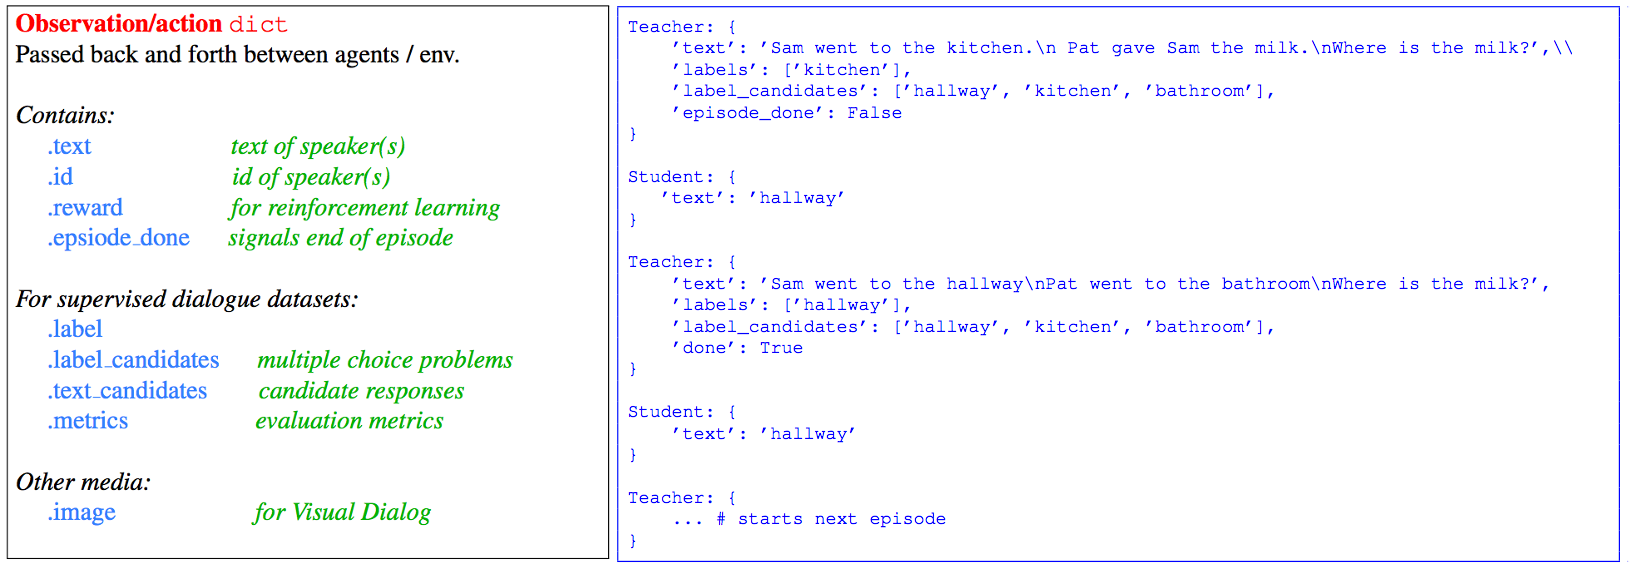 Observation/action dict
Passed back and forth between agents / env.
Contains:
.text text of speaker(s)
.id id of speaker(s)
.reward for reinforcement learning
.epsiode_done signals end of episode
For supervised dialogue datasets:
.label
.label_candidates multiple choice problems
.text_candidates candidate responses
.metrics evaluation metrics
Other media:
.image for Visual Dialog
Teacher: {
’text’: ’Sam went to the kitchen.\n Pat gave Sam the milk.\nWhere is the milk?’,\\
’labels’: [’kitchen’],
’label_candidates’: [’hallway’, ’kitchen’, ’bathroom’],
’episode_done’: False
}
Student: {
’text’: ’hallway’
}
Teacher: {
’text’: ’Sam went to the hallway\nPat went to the bathroom\nWhere is the milk?’,
’labels’: [’hallway’],
’label_candidates’: [’hallway’, ’kitchen’, ’bathroom’],
’done’: True
}
Student: {
’text’: ’hallway’
}
Teacher: {
... # starts next episode
}